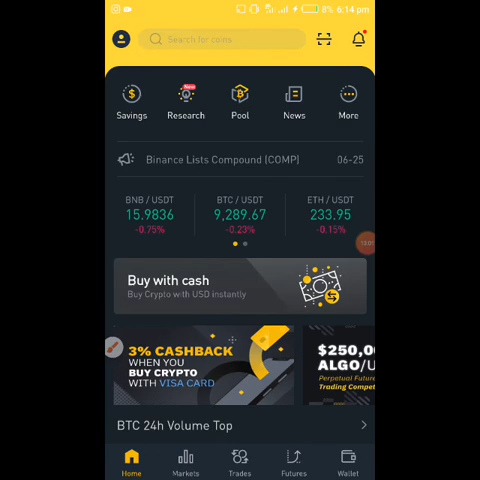 8% 6:14 pm
Search for coins
New
Savings Research Pool News More
Binance Lists Compound (COMP) 06-25
BNB / USDT BTC / USDT ETH / USDT
15.9836 9,289.67 233.95
-0.75% -0.23% -0.15%
Buy with cash
Buy Crypto with USD instantly
3% CASHBACK
WHEN YOU
BUY CRYPTO
WITH VISA CARD
$250,0
ALGO/U
Perpetual Future
Trading Compet
BTC 24h Volume Top
Home Markets Trades Futures Wallet